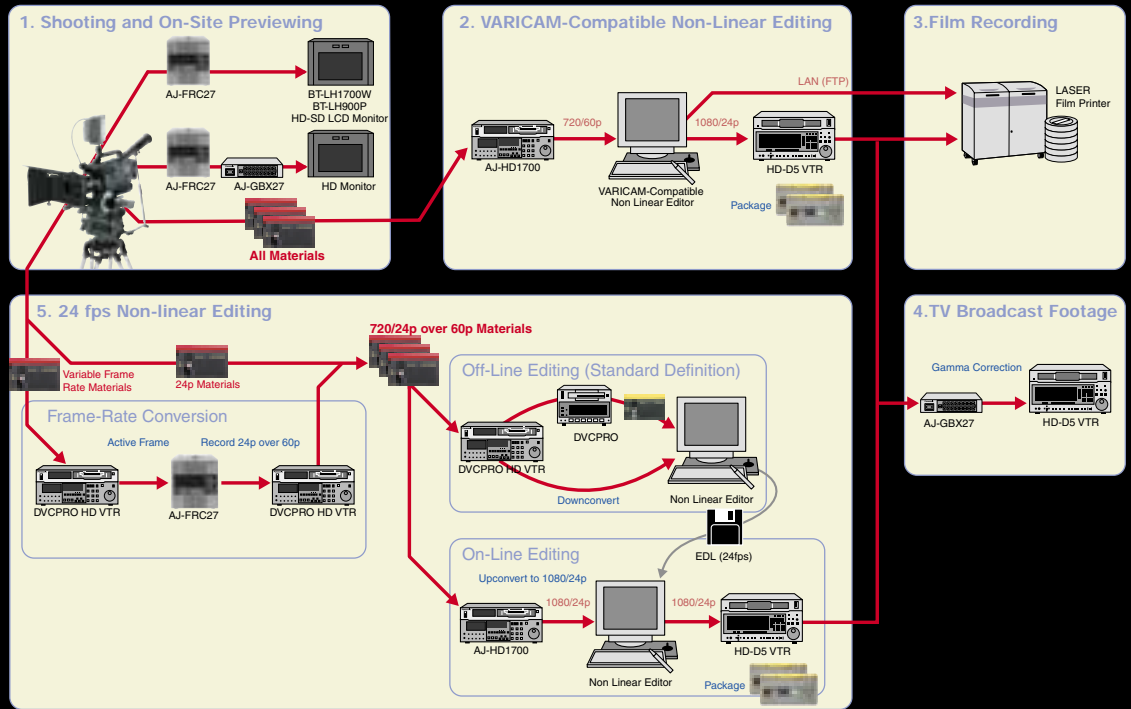 1. Shooting and On-Site Previewing
AJ-FRC27
BT-LH1700W
BT-LH900P
HD-SD LCD Monitor
AJ-FRC27
AJ-GBX27
HD Monitor
All Materials
2. VARICAM-Compatible Non-Linear Editing
LAN (FTP)
720/60p
1080/24p
AJ-HD1700
HD-D5 VTR
VARICAM-Compatible
Non Linear Editor
Package
3.Film Recording
LASER
Film Printer
4.TV Broadcast Footage
Gamma Correction
AJ-GBX27
HD-D5 VTR
5. 24 fps Non-linear Editing
720/24p over 60p Materials
Variable Frame
Rate Materials
24p Materials
Frame-Rate Conversion
Active Frame
Record 24p over 60p
DVCPRO HD VTR
AJ-FRC27
DVCPRO HD VTR
Off-Line Editing (Standard Definition)
DVCPRO
DVCPRO HD VTR
Downconvert
Non Linear Editor
EDL (24fps)
On-Line Editing
Upconvert to 1080/24p
1080/24p
1080/24p
AJ-HD1700
HD-D5 VTR
Non Linear Editor
Package